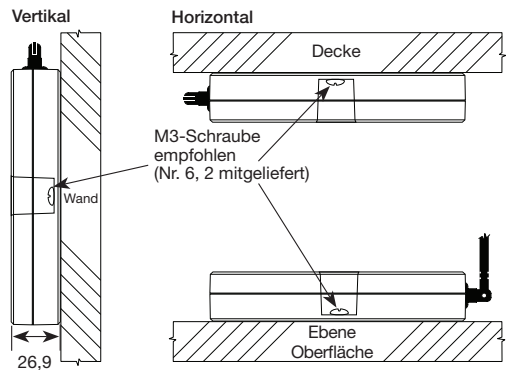 Vertikal
Horizontal
Decke
M3-Schraube
empfohlen
(Nr. 6, 2 mitgeliefert)
Wand
Ebene
Oberfläche
26,9